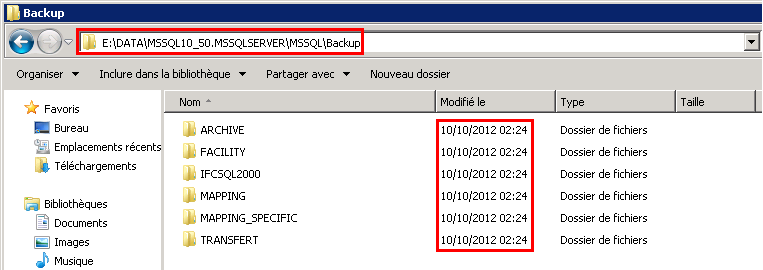 Backup
E:\DATA\MSSQL10_50.MSSQLSERVER\MSSQL\Backup
Organiser Inclure dans la bibliothèque Partager avec Nouveau dossier
Favoris
Bureau
Emplacements récents
Téléchargements
Bibliothèques
Documents
Images
Musique
Nom Modifié le Type Taille
ARCHIVE 10/10/2012 02:24 Dossier de fichiers
FACILITY 10/10/2012 02:24 Dossier de fichiers
IFCSQL2000 10/10/2012 02:24 Dossier de fichiers
MAPPING 10/10/2012 02:24 Dossier de fichiers
MAPPING_SPECIFIC 10/10/2012 02:24 Dossier de fichiers
TRANSFERT 10/10/2012 02:24 Dossier de fichiers